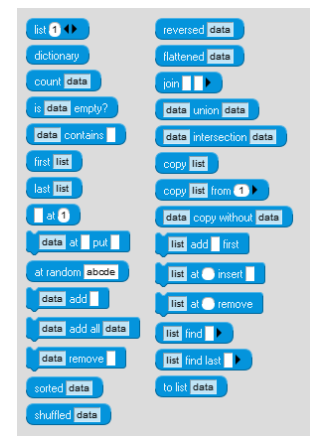 list 1
dictionary
count data
is data empty?
data contains
first list
last list
at 1
data at put
at random abcde
data add
data add all data
data remove
sorted data
shuffled data
reversed data
flattened data
join
data union data
data intersection data
copy list
copy list from 1
data copy without data
list add first
list at insert
list at remove
list find
list find last
to list data